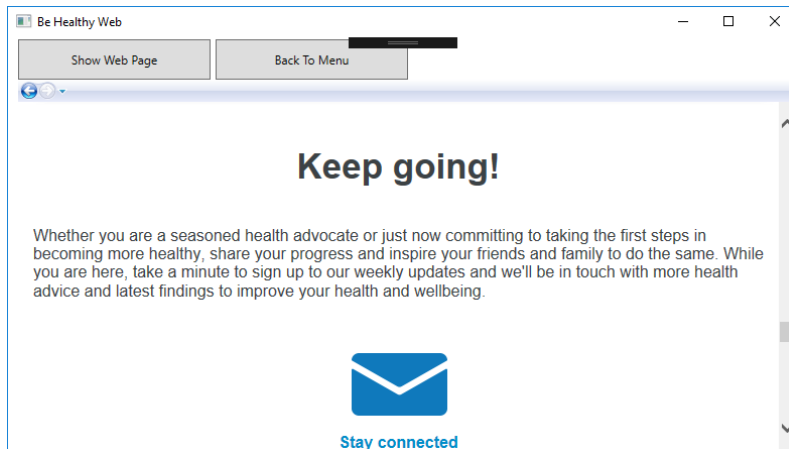 Be Healthy Web
Show Web Page
Back To Menu
Keep going!
Whether you are a seasoned health advocate or just now committing to taking the first steps in
becoming more healthy, share your progress and inspire your friends and family to do the same. While
you are here, take a minute to sign up to our weekly updates and we'll be in touch with more health
advice and latest findings to improve your health and wellbeing.
Stay connected